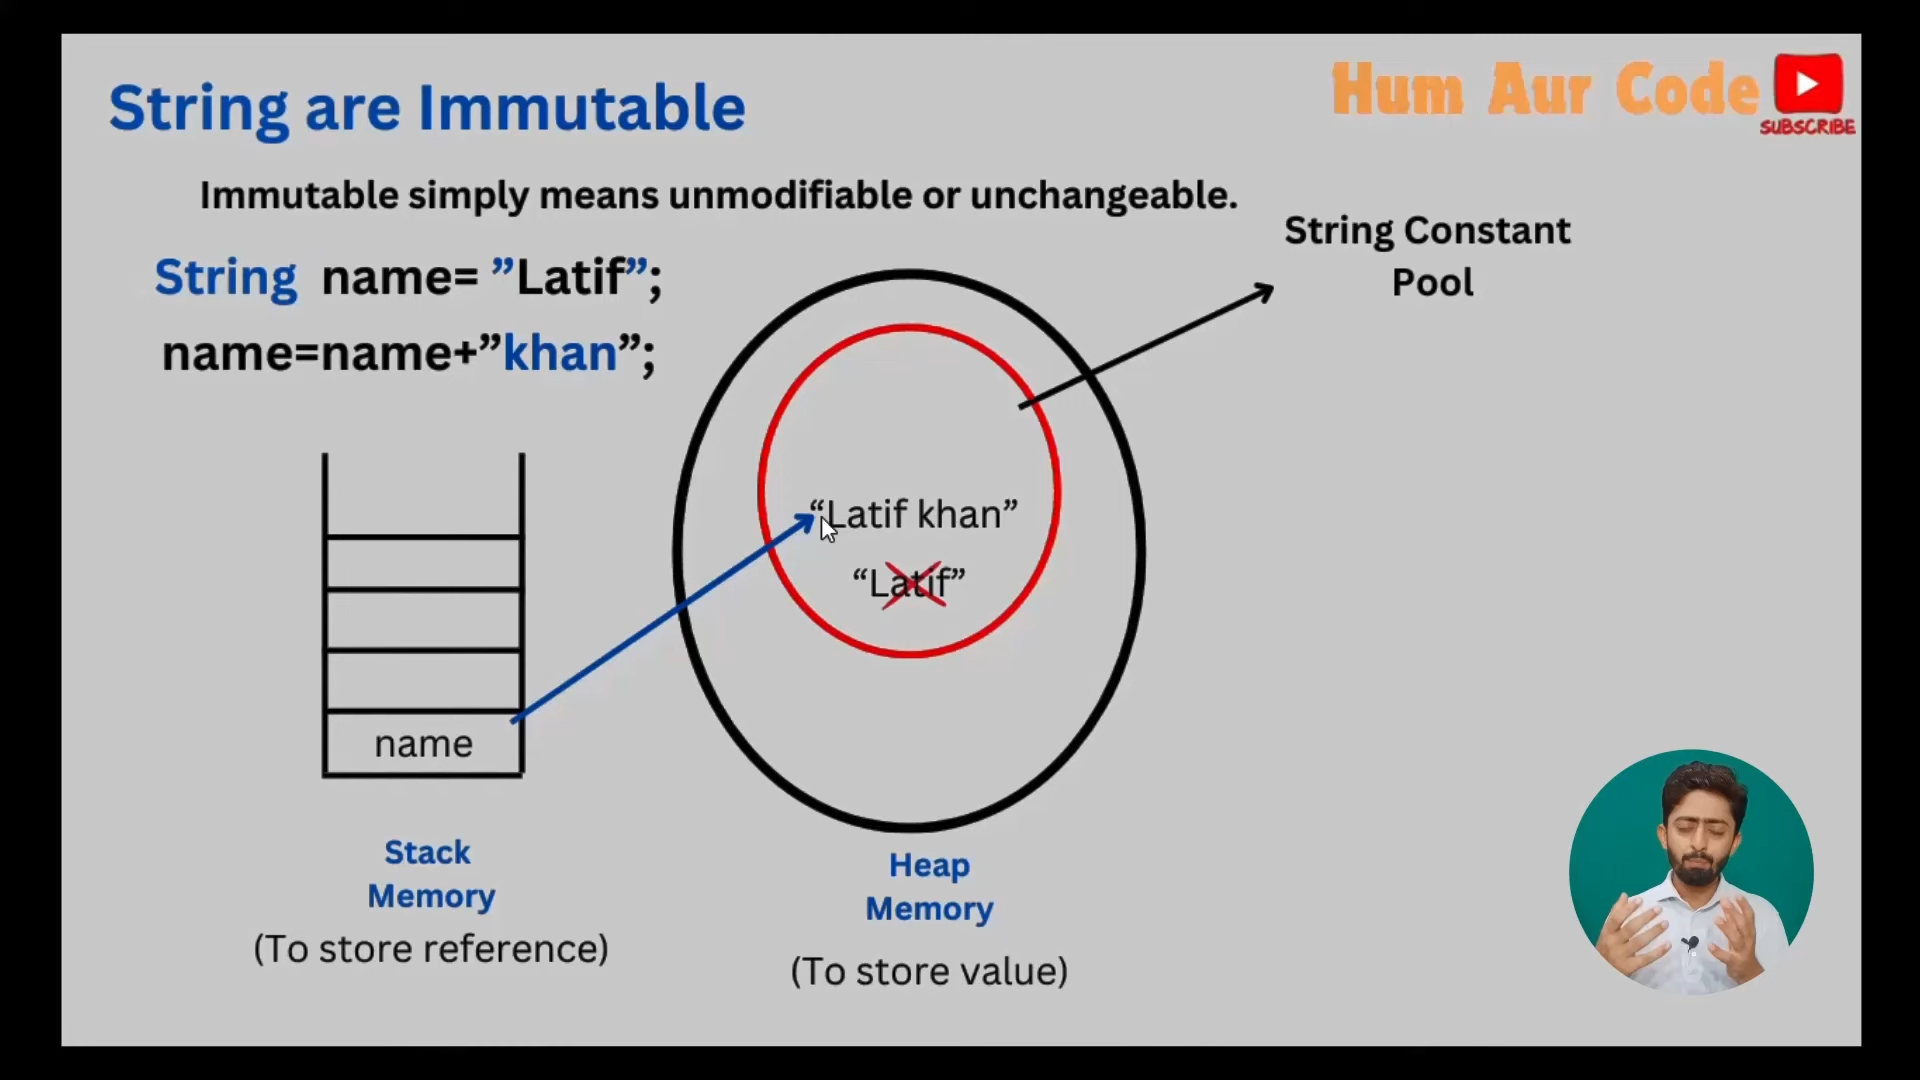 String are Immutable
Hum Aur Code
SUBSCRIBE
Immutable simply means unmodifiable or unchangeable.
String Constant
Pool
String name= ”Latif”;
name=name+”khan”;
“Latif khan”
“Latif”
name
Stack
Memory
(To store reference)
Heap
Memory
(To store value)